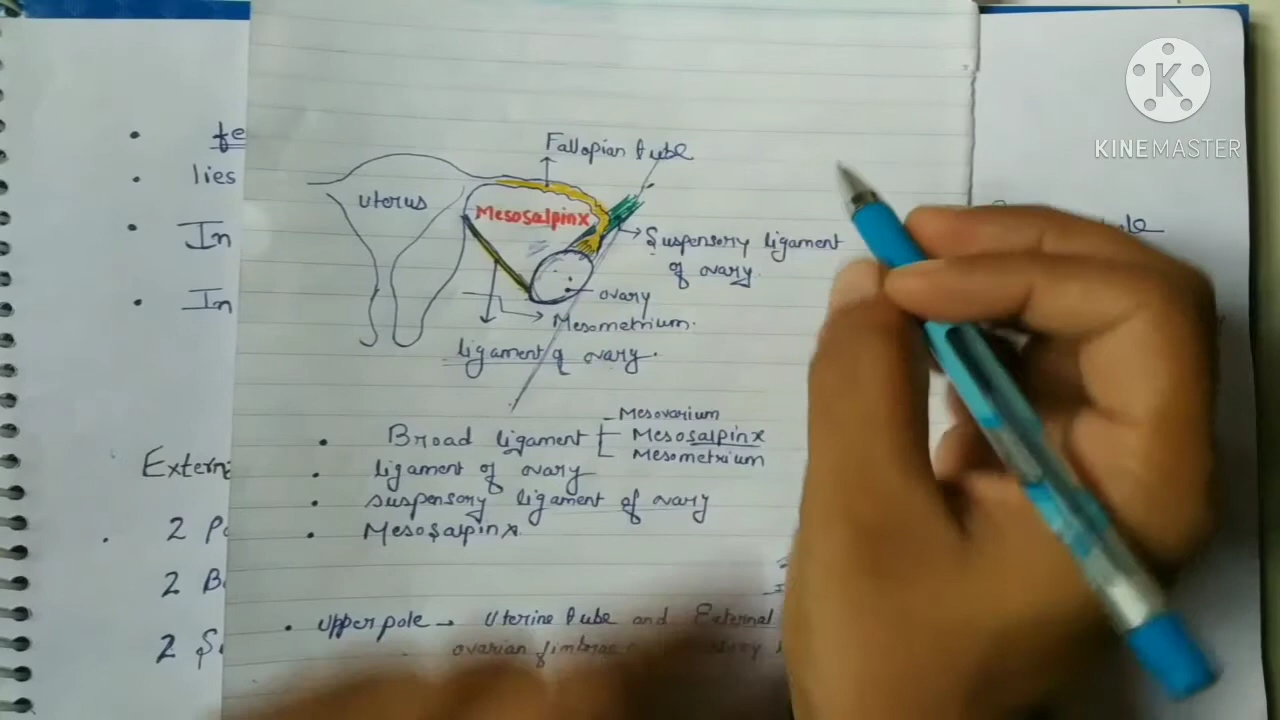 KINEMASTER
fe
lies
In
In
Fallopian tube
uterus
Mesosalpinx
Suspensory ligament
of ovary
ovary
Mesometrium.
ligament of ovary.
Broad ligament
Mesovarium
Mesosalpinx
Mesometrium
ligament of ovary
suspensory ligament of ovary
Mesosalpinx
Extern
2 P
2 B
2 S
Upper pole → Uterine tube and External
ovarian